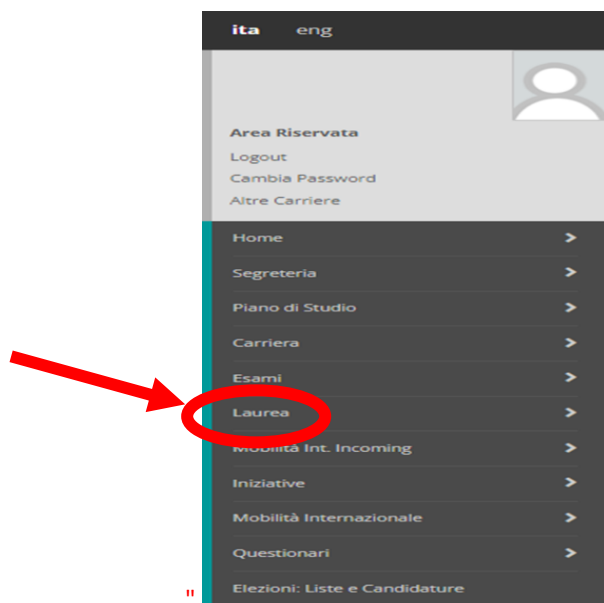 ita eng
Area Riservata
Logout
Cambia Password
Altre Carriere
Home
Segreteria
Piano di Studio
Carriera
Esami
Laurea
Mobilità Int. Incoming
Iniziative
Mobilità Internazionale
Questionari
" Elezioni: Liste e Candidature